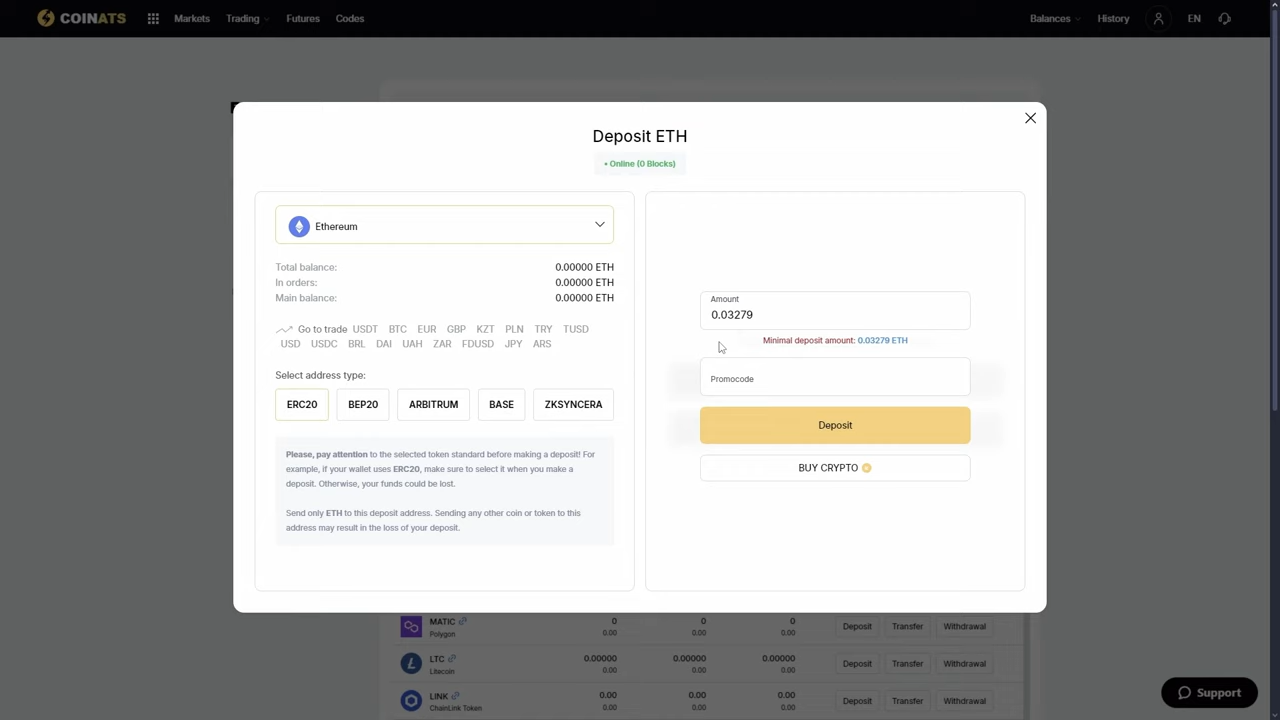 COINATS Markets Trading Futures Codes Balances History EN
Deposit ETH
• Online (0 Blocks)
Ethereum
Total balance: 0.00000 ETH
In orders: 0.00000 ETH
Main balance: 0.00000 ETH
Go to trade USDT BTC EUR GBP KZT PLN TRY TUSD
USD USDC BRL DAI UAH ZAR FDUSD JPY ARS
Select address type:
ERC20 BEP20 ARBITRUM BASE ZKSYNCERA
Please, pay attention to the selected token standard before making a deposit! For
example, if your wallet uses ERC20, make sure to select it when you make a
deposit. Otherwise, your funds could be lost.
Send only ETH to this deposit address. Sending any other coin or token to this
address may result in the loss of your deposit.
Amount
0.03279
Minimal deposit amount: 0.03279 ETH
Promocode
Deposit
BUY CRYPTO
MATIC 0 0 0 Deposit Transfer Withdrawal
Polygon 0.00 0.00 0.00
LTC 0.00000 0.00000 0.00000 Deposit Transfer Withdrawal
Litecoin 0.00 0.00 0.00
LINK 0.00 0.00 0.00 Deposit Transfer Withdrawal
ChainLink Token 0.00 0.00 0.00
Support